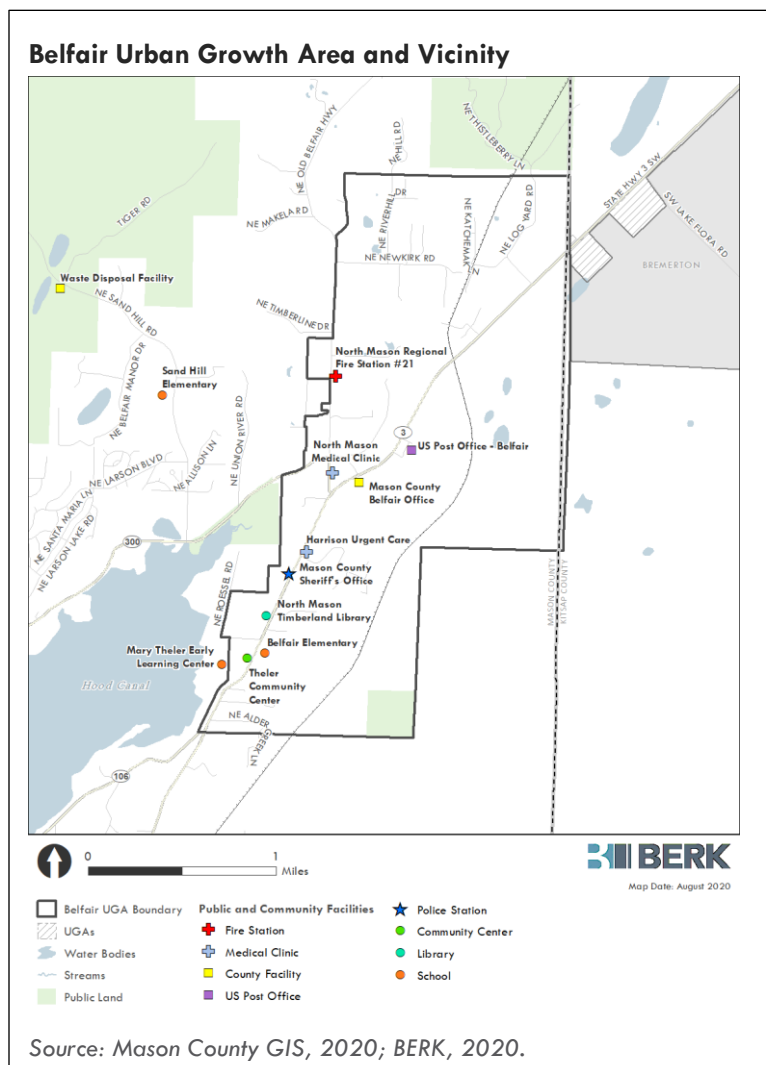 Belfair Urban Growth Area and Vicinity
NE THISTLEBERRY LN
NE OLD BELFAIR HWY
NE HILL RD
STATE HWY 3 SW
SW LAKE FLORA RD
TIGER RD
NE MAKELA RD
NE RIVERHILL DR
NE KATCHEMAK LN
NE LOG YARD RD
BREMERTON
NE NEWKIRK RD
Waste Disposal Facility
NE SAND HILL RD
NE TIMBERLINE DR
North Mason Regional
Fire Station #21
NE BELFAIR MANOR DR
Sand Hill
Elementary
NE UNION RIVER RD
3
US Post Office - Belfair
North Mason
Medical Clinic
NE ALLISON LN
NE LARSON BLVD
Mason County
Belfair Office
NE SANTA MARIA LN
NE LARSON LAKE RD
300
Harrison Urgent Care
Mason County
Sheriff's Office
NE ROESSEL RD
MASON COUNTY
KITSAP COUNTY
North Mason
Timberland Library
Belfair Elementary
Mary Theler Early
Learning Center
Theler
Community
Center
Hood Canal
NE ALDER CREEK LN
106
0 1
Miles
BERK
Map Date: August 2020
Belfair UGA Boundary
UGAs
Water Bodies
Streams
Public Land
Public and Community Facilities
Fire Station
Medical Clinic
County Facility
US Post Office
Police Station
Community Center
Library
School
Source: Mason County GIS, 2020; BERK, 2020.